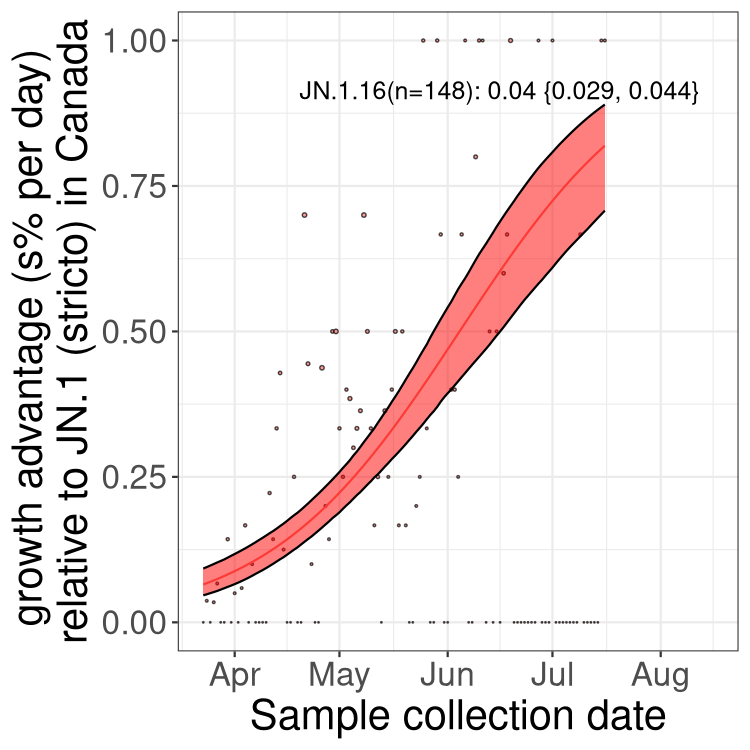 growth advantage (s% per day)
relative to JN.1 (stricto) in Canada
1.00
0.75
0.50
0.25
0.00
JN.1.16(n=148): 0.04 {0.029, 0.044}
Apr May Jun Jul Aug
Sample collection date